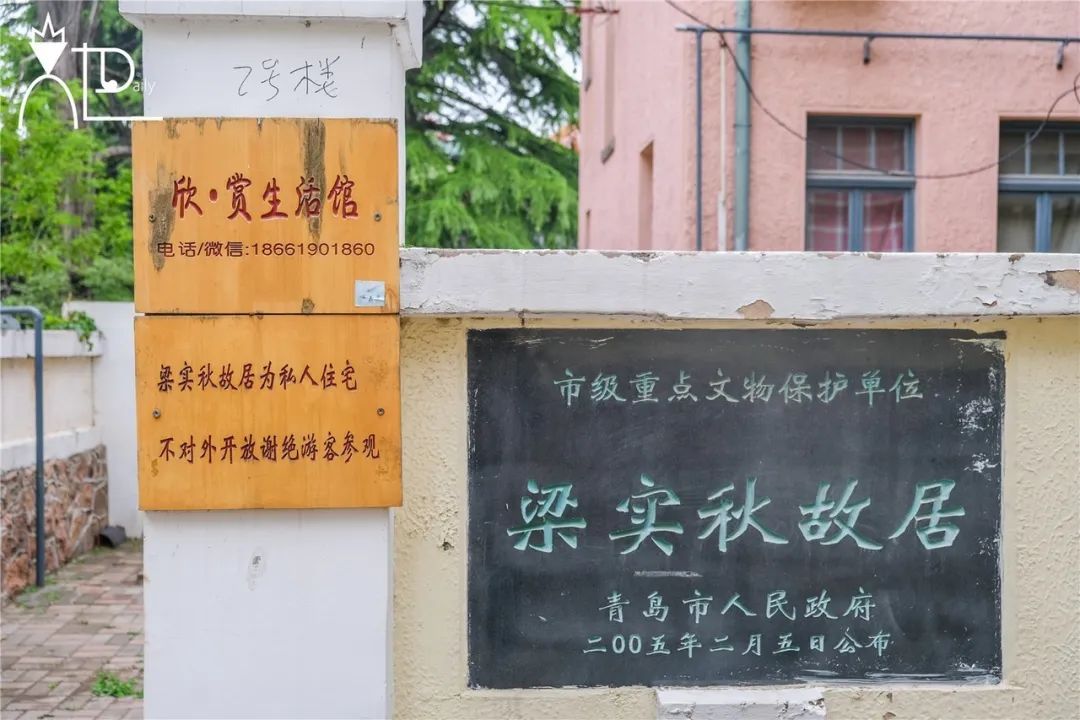 Daily
7号楼
欣·赏生活馆
电话/微信:18661901860
梁实秋故居为私人住宅
不对外开放谢绝游客参观
市级重点文物保护单位
梁实秋故居
青岛市人民政府
二00五年二月五日公布